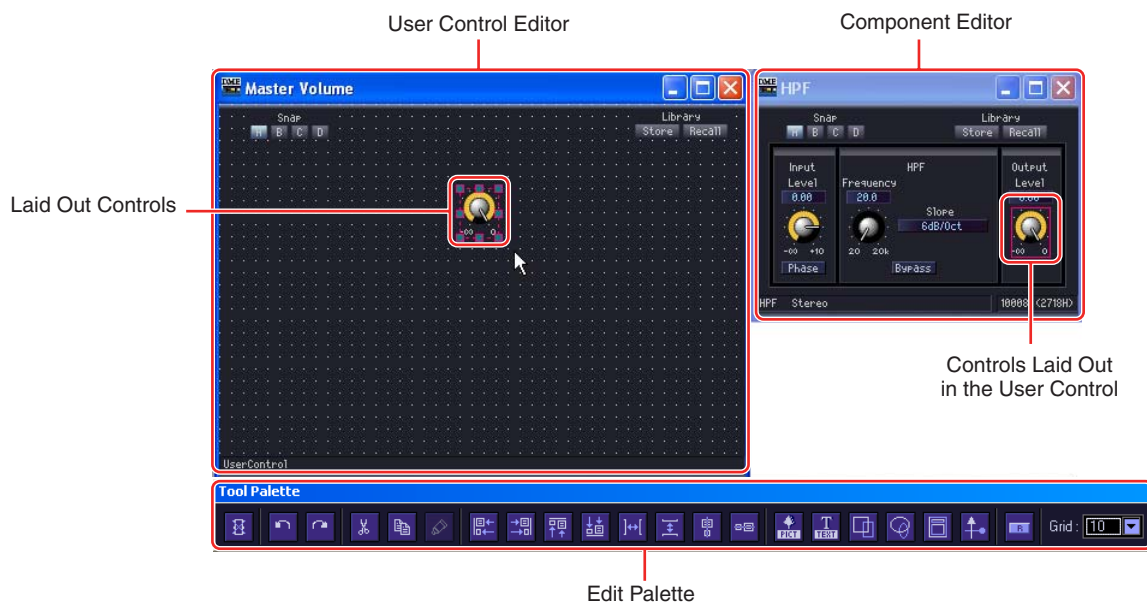 User Control Editor
Component Editor
DME
Master Volume
Snap
A B C D
Library
Store Recall
-∞ 0
UserControl
Laid Out Controls
DME
HPF
Snap
A B C D
Library
Store Recall
Input
Level
0.00
-∞ +10
Phase
HPF
Frequency
20.0
20 20k
Slope
6dB/Oct
Bypass
Output
Level
0.00
-∞ 0
HPF Stereo
(2718H)
Controls Laid Out
in the User Control
Tool Palette
PICT
T
TEXT
R
Grid : 10
Edit Palette